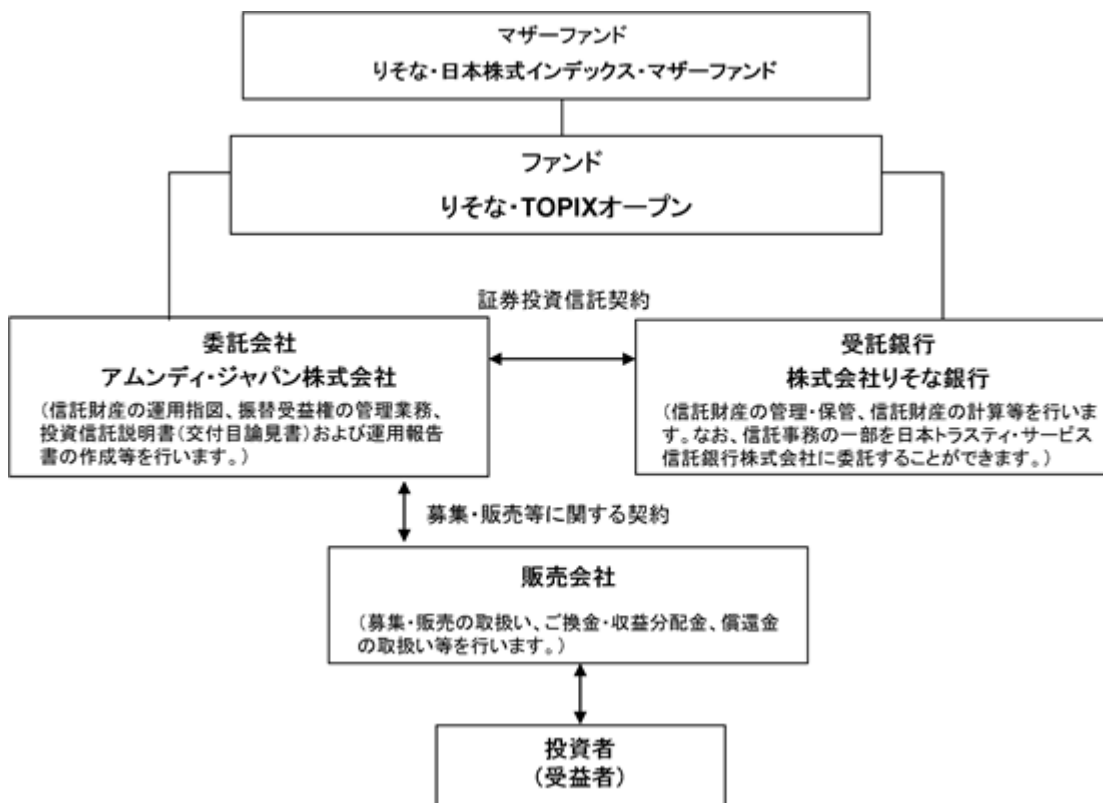 マザーファンド
りそな・日本株式インデックス・マザーファンド
ファンド
りそな・TOPIXオープン
証券投資信託契約
委託会社
アムンディ・ジャパン株式会社
(信託財産の運用指図、振替受益権の管理業務、
投資信託説明書(交付目論見書)および運用報告
書の作成等を行います。)
受託銀行
株式会社りそな銀行
(信託財産の管理・保管、信託財産の計算等を行いま
す。なお、信託事務の一部を日本トラスティ・サービス
信託銀行株式会社に委託することができます。)
募集・販売等に関する契約
販売会社
(募集・販売の取扱い、ご換金・収益分配金、償還金
の取扱い等を行います。)
投資者
(受益者)